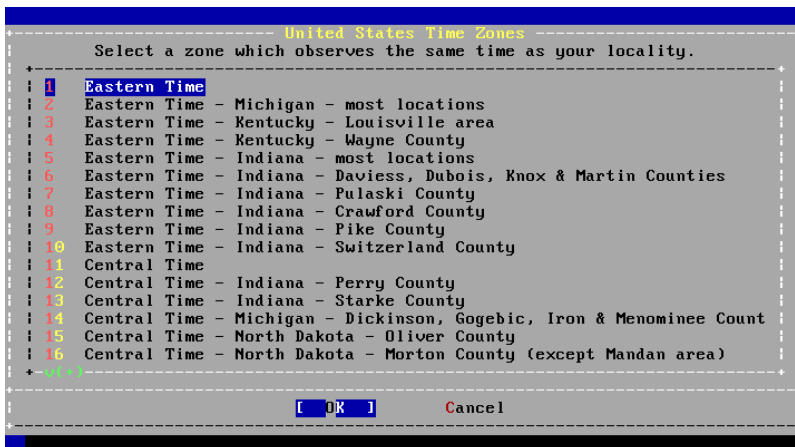 United States Time Zones
Select a zone which observes the same time as your locality.
1 Eastern Time
2 Eastern Time - Michigan - most locations
3 Eastern Time - Kentucky - Louisville area
4 Eastern Time - Kentucky - Wayne County
5 Eastern Time - Indiana - most locations
6 Eastern Time - Indiana - Daviess, Dubois, Knox & Martin Counties
7 Eastern Time - Indiana - Pulaski County
8 Eastern Time - Indiana - Crawford County
9 Eastern Time - Indiana - Pike County
10 Eastern Time - Indiana - Switzerland County
11 Central Time
12 Central Time - Indiana - Perry County
13 Central Time - Indiana - Starke County
14 Central Time - Michigan - Dickinson, Gogebic, Iron & Menominee Count
15 Central Time - North Dakota - Oliver County
16 Central Time - North Dakota - Morton County (except Mandan area)
v(+)
[ OK ] Cancel